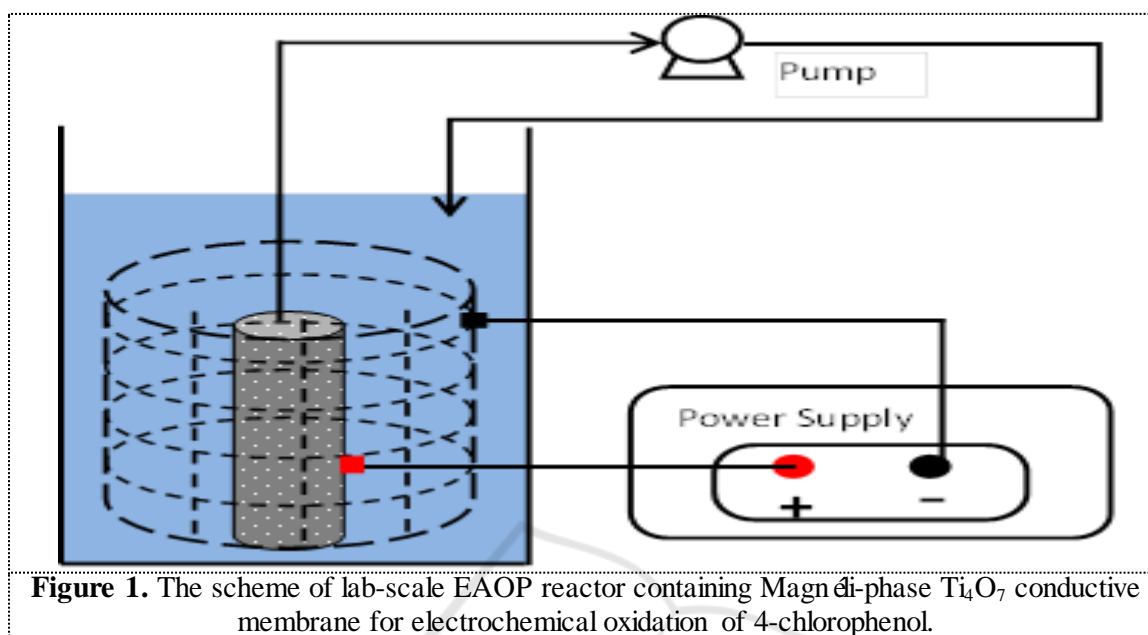 Pump
Power Supply
+ −
Figure 1. The scheme of lab-scale EAOP reactor containing Magnéli-phase Ti₄O₇ conductive
membrane for electrochemical oxidation of 4-chlorophenol.